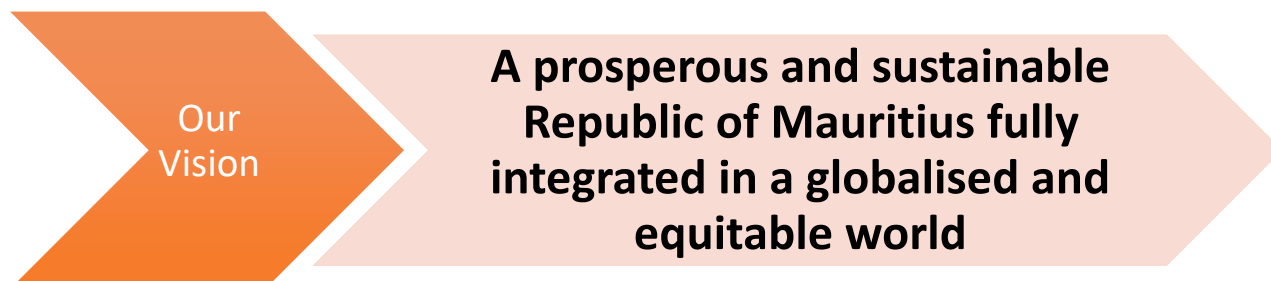 Our
Vision
A prosperous and sustainable
Republic of Mauritius fully
integrated in a globalised and
equitable world